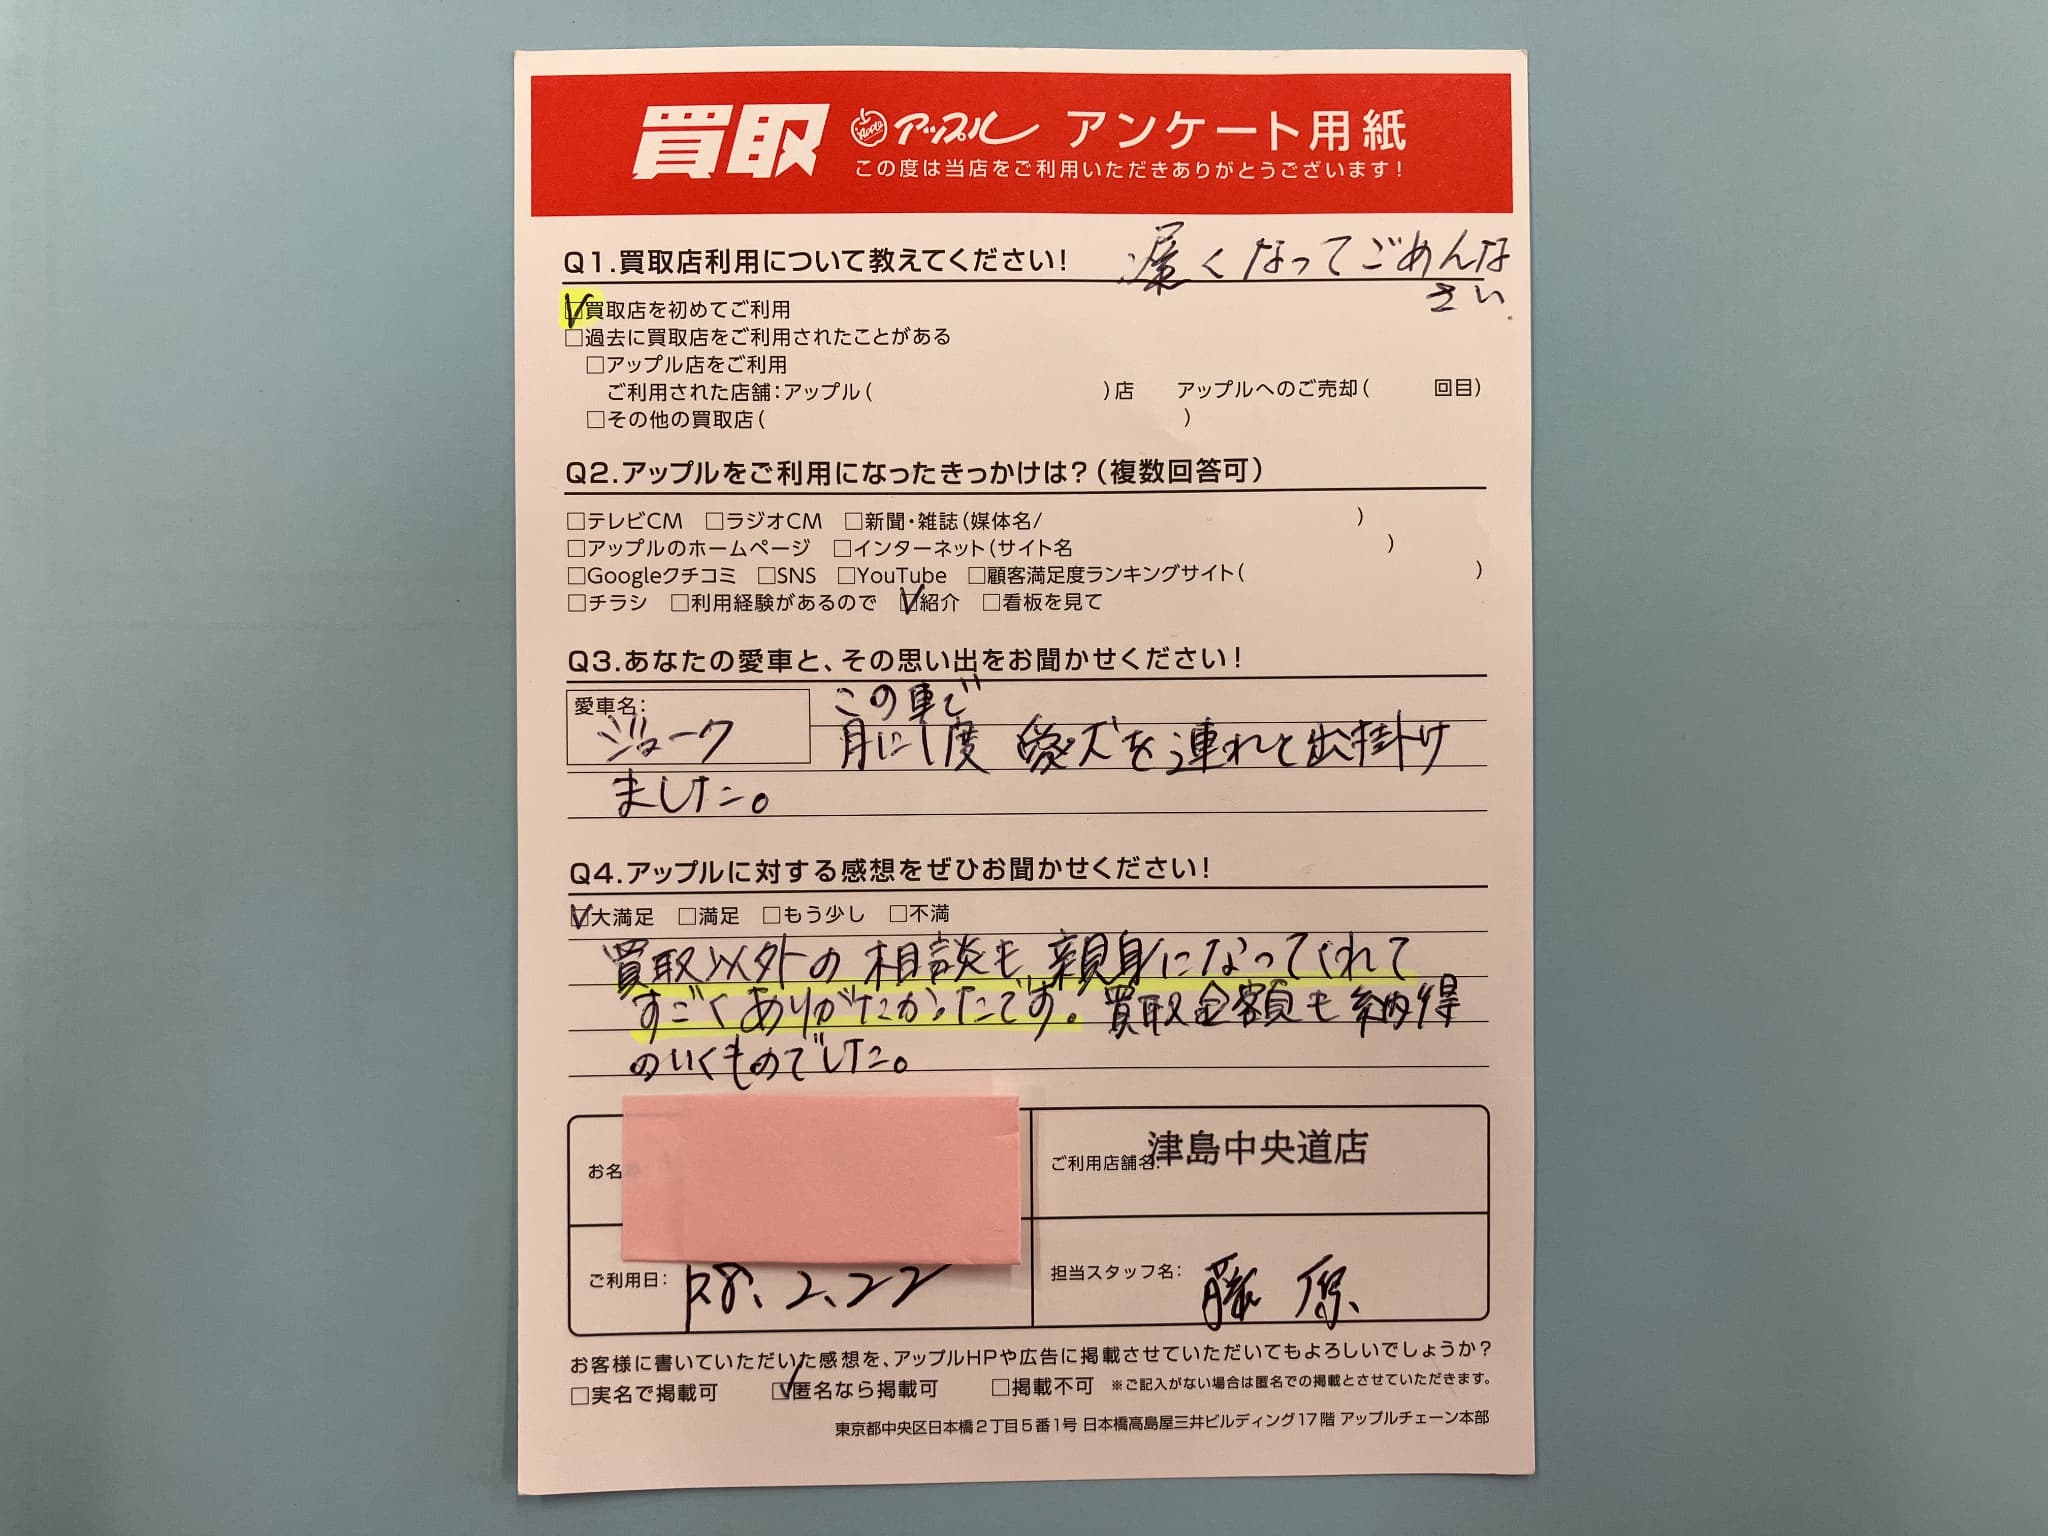 買取 Apple アップル アンケート用紙
この度は当店をご利用いただきありがとうございます!
Q1.買取店利用について教えてください!
遅くなってごめんな
さい.
□買取店を初めてご利用
□過去に買取店をご利用されたことがある
□アップル店をご利用
ご利用された店舗:アップル( )店 アップルへのご売却( 回目)
□その他の買取店( )
Q2.アップルをご利用になったきっかけは?(複数回答可)
□テレビCM □ラジオCM □新聞・雑誌(媒体名/ )
□アップルのホームページ □インターネット(サイト名 )
□Googleクチコミ □SNS □YouTube □顧客満足度ランキングサイト( )
□チラシ □利用経験があるので □紹介 □看板を見て
Q3.あなたの愛車と、その思い出をお聞かせください!
愛車名:
ジューク
この車で
月に1度 愛犬を連れと出掛け
ました。
Q4.アップルに対する感想をぜひお聞かせください!
□大満足 □満足 □もう少し □不満
買取以外の相談も親身になってくれて
すごくありがたかったです。買取金額も納得
のいくものでした。
お名
ご利用店舗名:津島中央道店
ご利用日: R8、2、22
担当スタッフ名: 藤原
お客様に書いていただいた感想を、アップルHPや広告に掲載させていただいてもよろしいでしょうか?
□実名で掲載可 □匿名なら掲載可 □掲載不可 ※ご記入がない場合は匿名での掲載とさせていただきます。
東京都中央区日本橋2丁目5番1号 日本橋高島屋三井ビルディング17階 アップルチェーン本部